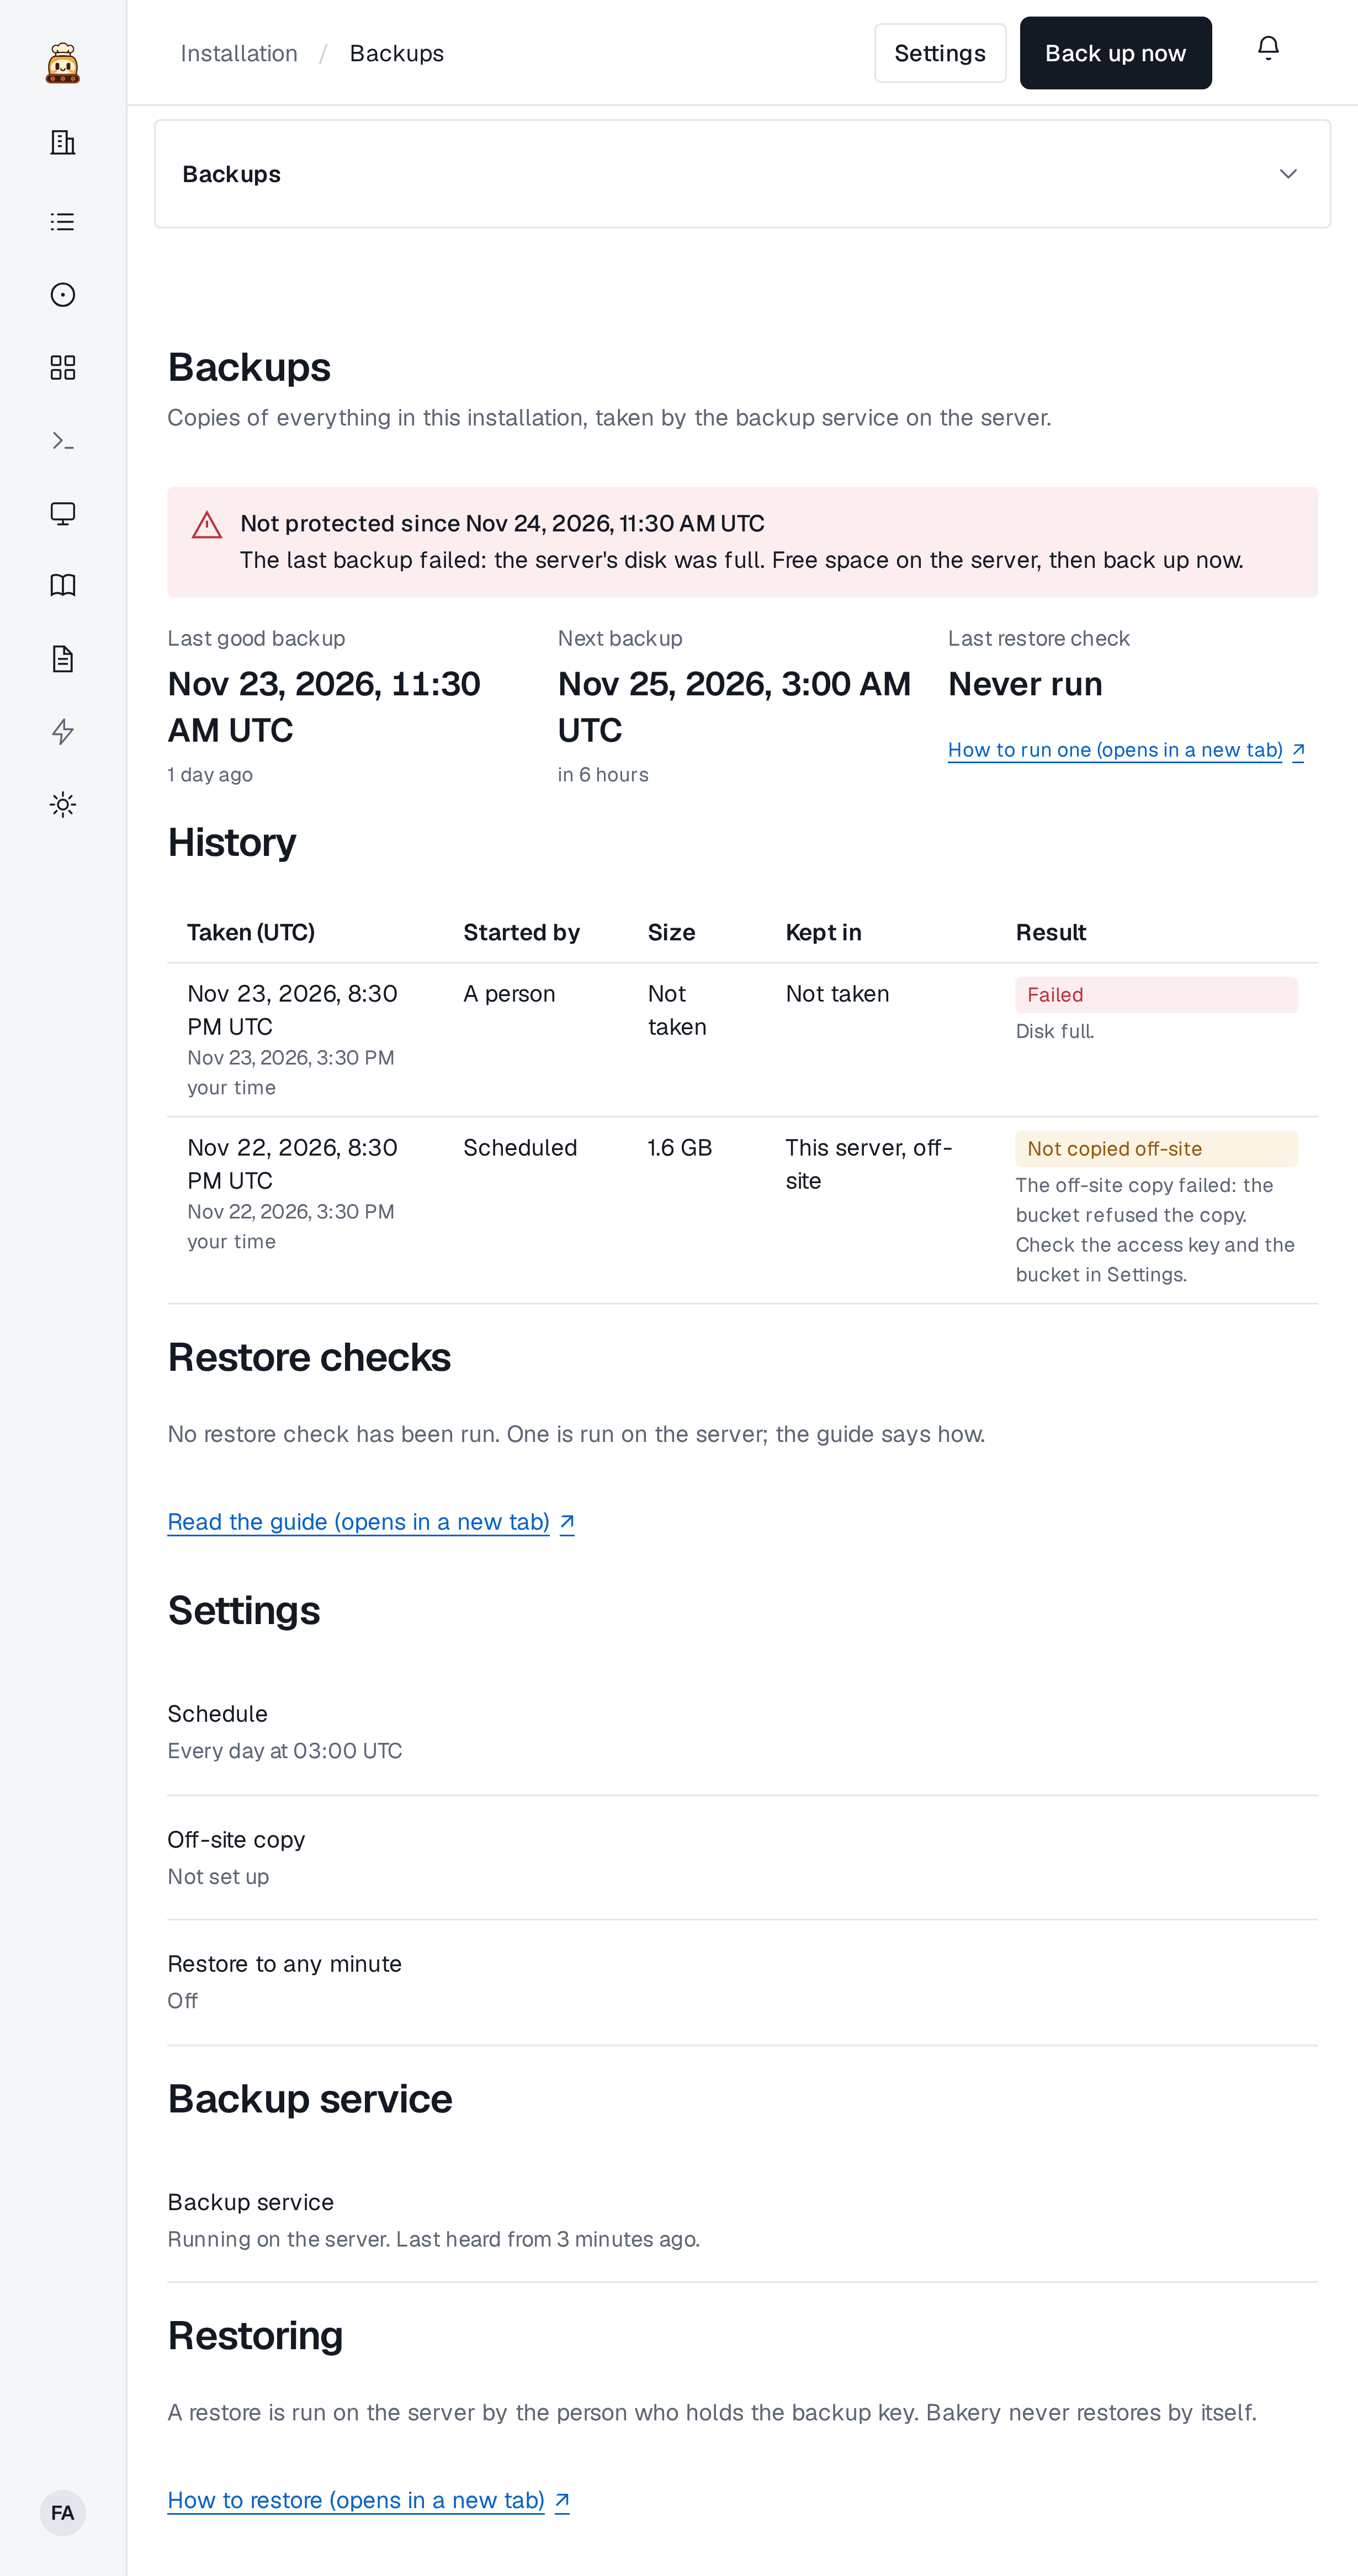 Installation / Backups
Settings
Back up now
Backups
Backups
Copies of everything in this installation, taken by the backup service on the server.
Not protected since Nov 24, 2026, 11:30 AM UTC
The last backup failed: the server's disk was full. Free space on the server, then back up now.
Last good backup
Nov 23, 2026, 11:30
AM UTC
1 day ago
Next backup
Nov 25, 2026, 3:00 AM
UTC
in 6 hours
Last restore check
Never run
How to run one (opens in a new tab)
History
Taken (UTC) Started by Size Kept in Result
Nov 23, 2026, 8:30
PM UTC
Nov 23, 2026, 3:30 PM
your time
A person
Not
taken
Not taken
Failed
Disk full.
Nov 22, 2026, 8:30
PM UTC
Nov 22, 2026, 3:30 PM
your time
Scheduled
1.6 GB
This server, off-
site
Not copied off-site
The off-site copy failed: the
bucket refused the copy.
Check the access key and the
bucket in Settings.
Restore checks
No restore check has been run. One is run on the server; the guide says how.
Read the guide (opens in a new tab)
Settings
Schedule
Every day at 03:00 UTC
Off-site copy
Not set up
Restore to any minute
Off
Backup service
Backup service
Running on the server. Last heard from 3 minutes ago.
Restoring
A restore is run on the server by the person who holds the backup key. Bakery never restores by itself.
How to restore (opens in a new tab)
FA